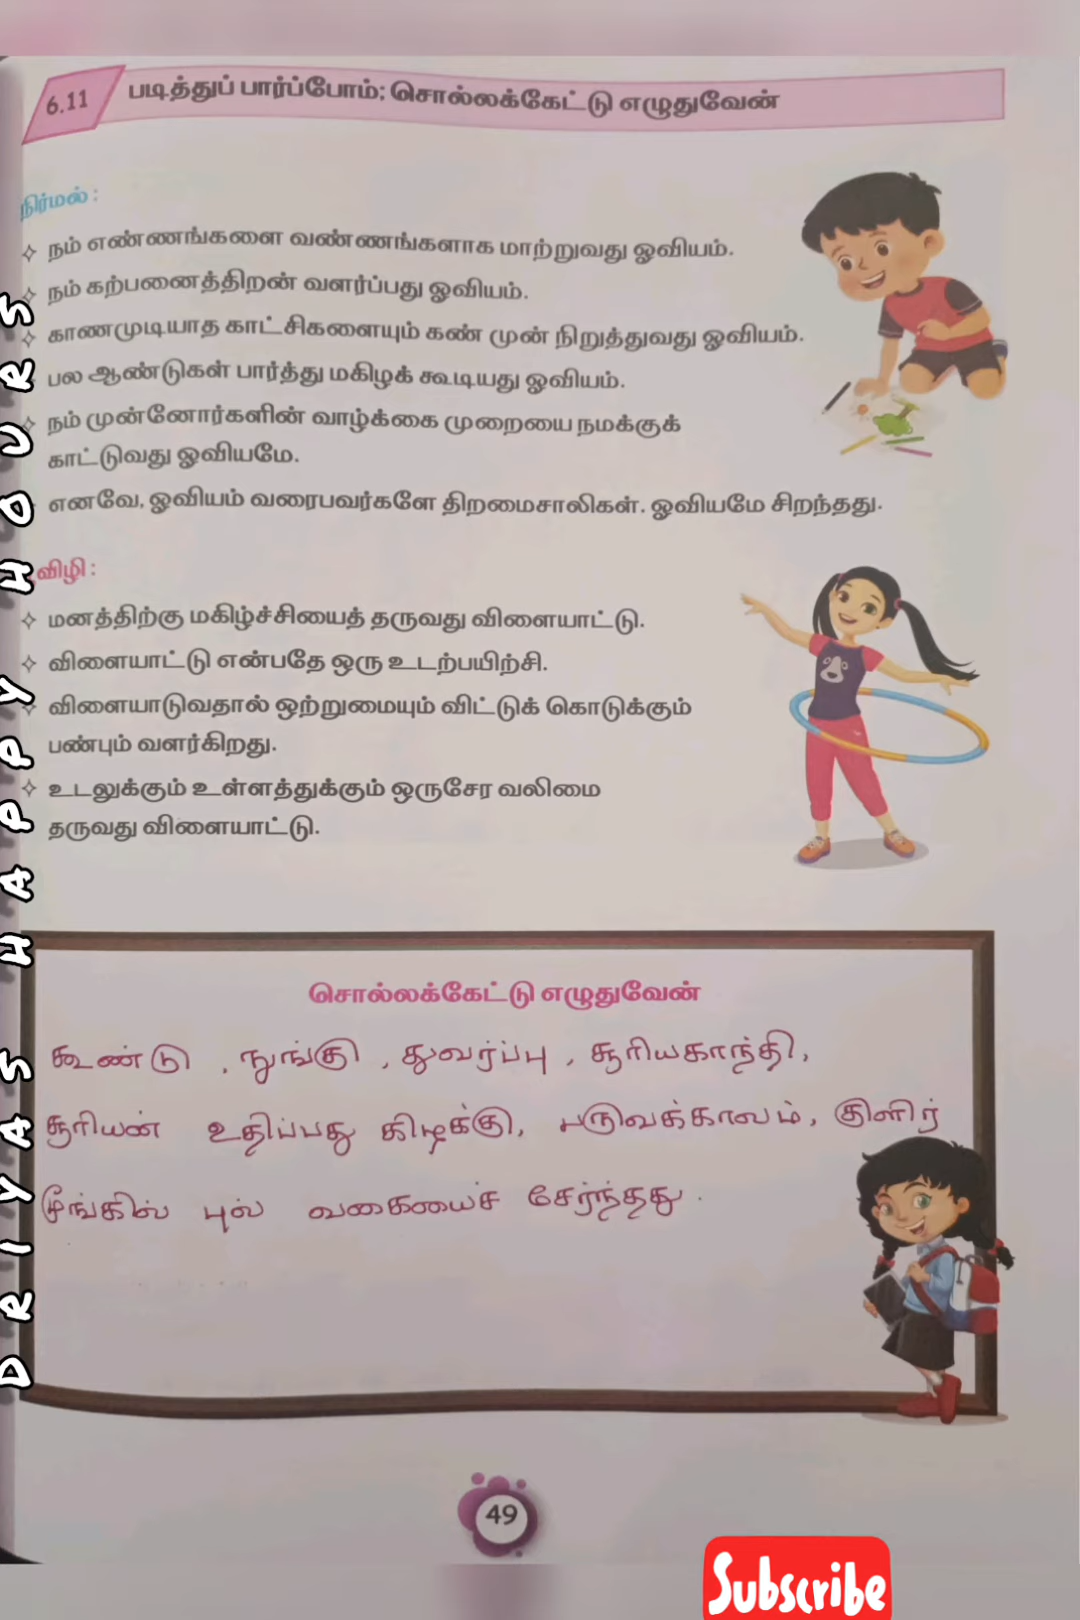 6.11 படித்துப் பார்ப்போம்; சொல்லக்கேட்டு எழுதுவேன்
நிர்மல் :
நம் எண்ணங்களை வண்ணங்களாக மாற்றுவது ஓவியம்.
நம் கற்பனைத்திறன் வளர்ப்பது ஓவியம்.
காணமுடியாத காட்சிகளையும் கண் முன் நிறுத்துவது ஓவியம்.
பல ஆண்டுகள் பார்த்து மகிழக் கூடியது ஓவியம்.
நம் முன்னோர்களின் வாழ்க்கை முறையை நமக்குக்
காட்டுவது ஓவியமே.
எனவே, ஓவியம் வரைபவர்களே திறமைசாலிகள். ஓவியமே சிறந்தது.
விழி :
மனத்திற்கு மகிழ்ச்சியைத் தருவது விளையாட்டு.
விளையாட்டு என்பதே ஒரு உடற்பயிற்சி.
விளையாடுவதால் ஒற்றுமையும் விட்டுக் கொடுக்கும்
பண்பும் வளர்கிறது.
உடலுக்கும் உள்ளத்துக்கும் ஒருசேர வலிமை
தருவது விளையாட்டு.
சொல்லக்கேட்டு எழுதுவேன்
கூண்டு , நுங்கு , துவர்ப்பு , சூரியகாந்தி,
சூரியன் உதிப்பது கிழக்கு, பருவக்காலம், குளிர்
மூங்கில் புல் வகையைச் சேர்ந்தது.
49
Subscribe
DRIYAS HAPPY HOURS